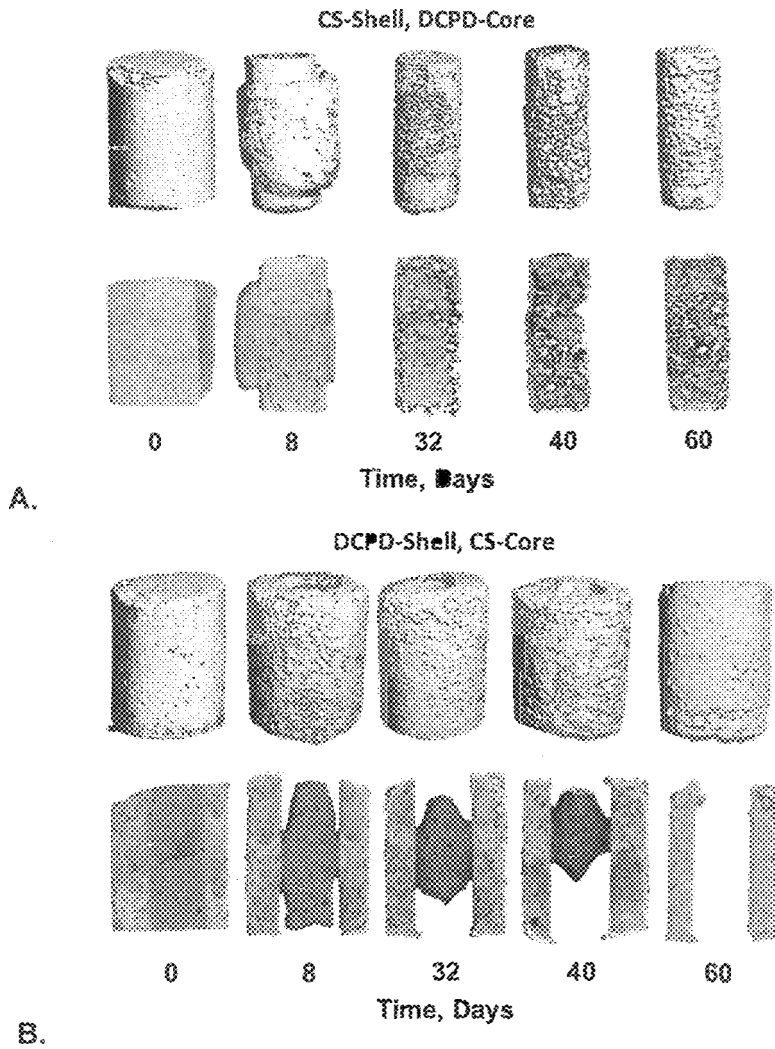 CS-Shell, DCPD-Core
0 8 32 40 60
Time, Days
A.
DCPD-Shell, CS-Core
0 8 32 40 60
Time, Days
B.